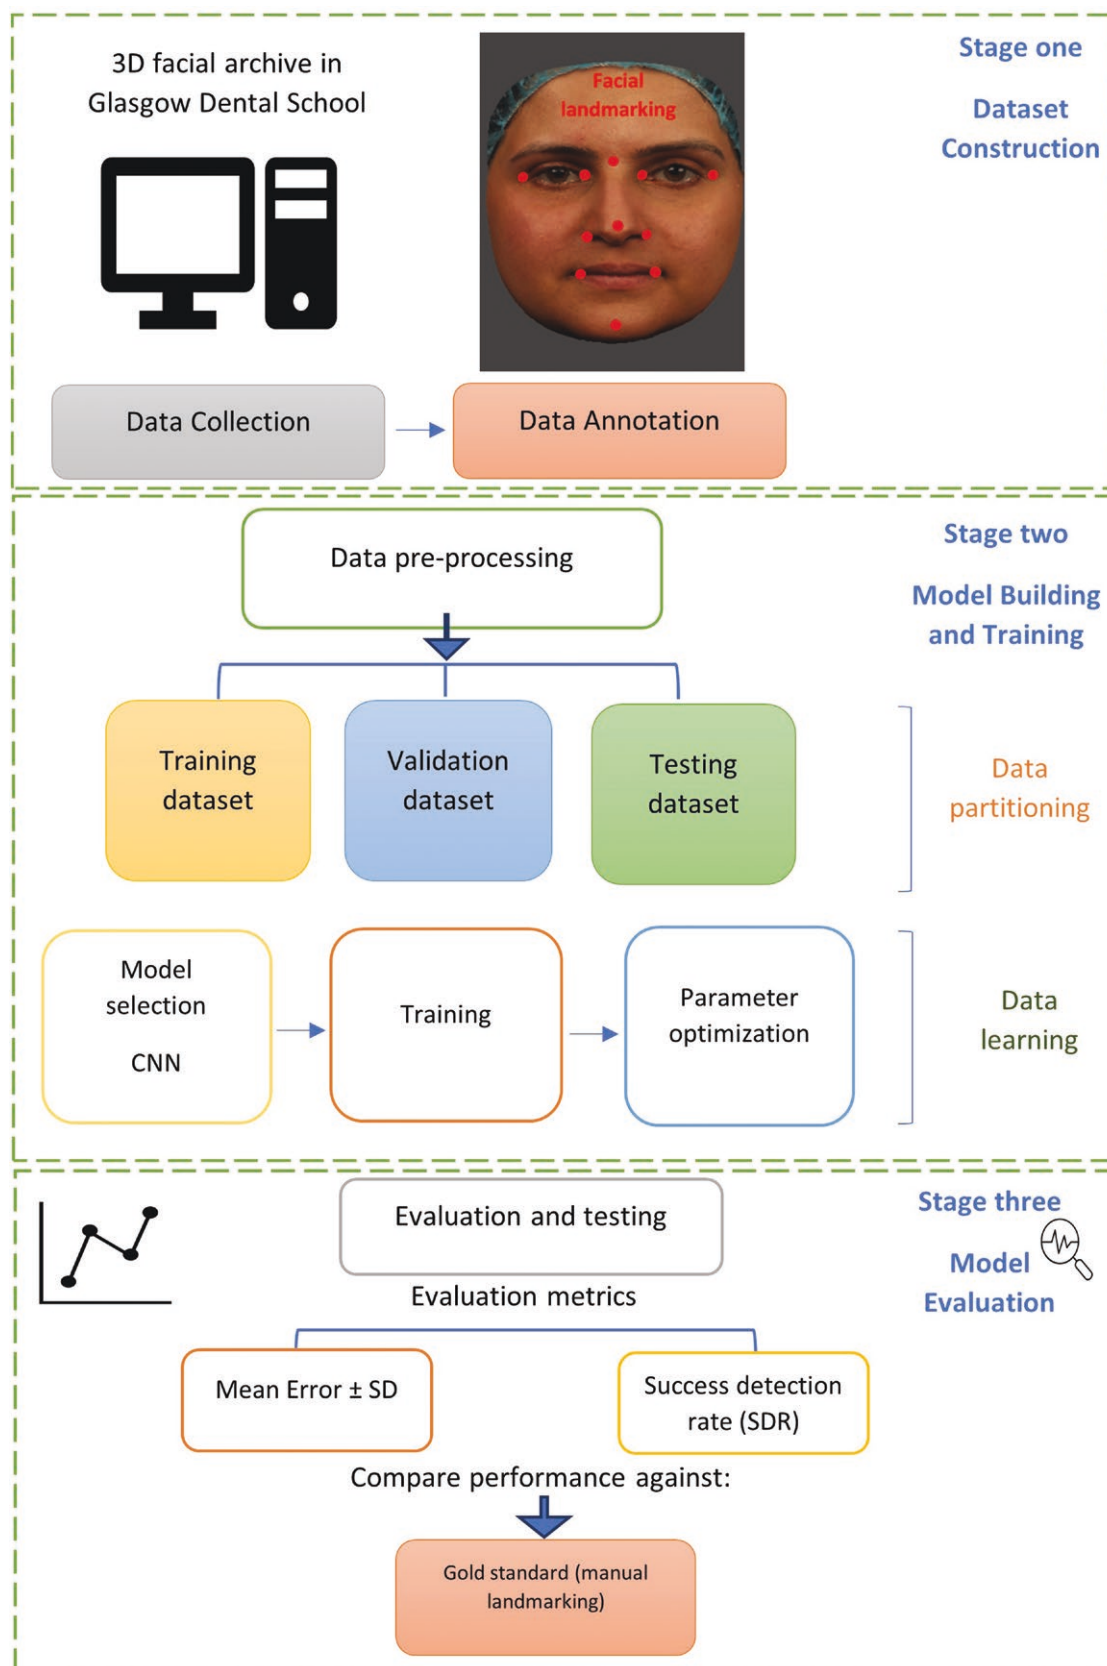 3D facial archive in
Glasgow Dental School
Facial
landmarking
Stage one
Dataset
Construction
Data Collection
Data Annotation
Data pre-processing
Stage two
Model Building
and Training
Training
dataset
Validation
dataset
Testing
dataset
Data
partitioning
Model
selection
CNN
Training
Parameter
optimization
Data
learning
Evaluation and testing
Stage three
Model
Evaluation
Evaluation metrics
Mean Error ± SD
Success detection
rate (SDR)
Compare performance against:
Gold standard (manual
landmarking)